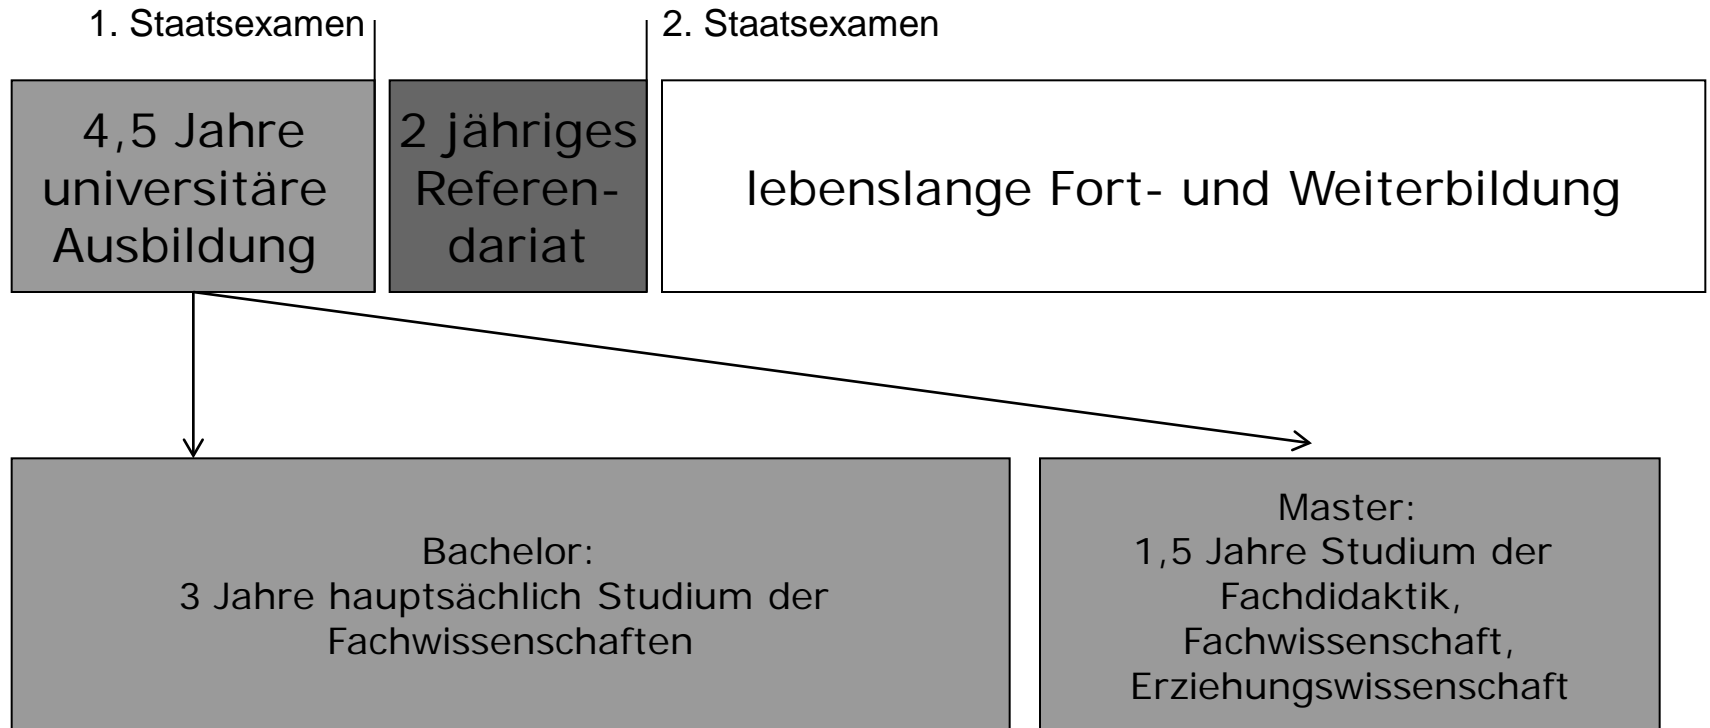 1. Staatsexamen
2. Staatsexamen
4,5 Jahre
universitäre
Ausbildung
2 jähriges
Referen-
dariat
lebenslange Fort- und Weiterbildung
Bachelor:
3 Jahre hauptsächlich Studium der
Fachwissenschaften
Master:
1,5 Jahre Studium der
Fachdidaktik,
Fachwissenschaft,
Erziehungswissenschaft